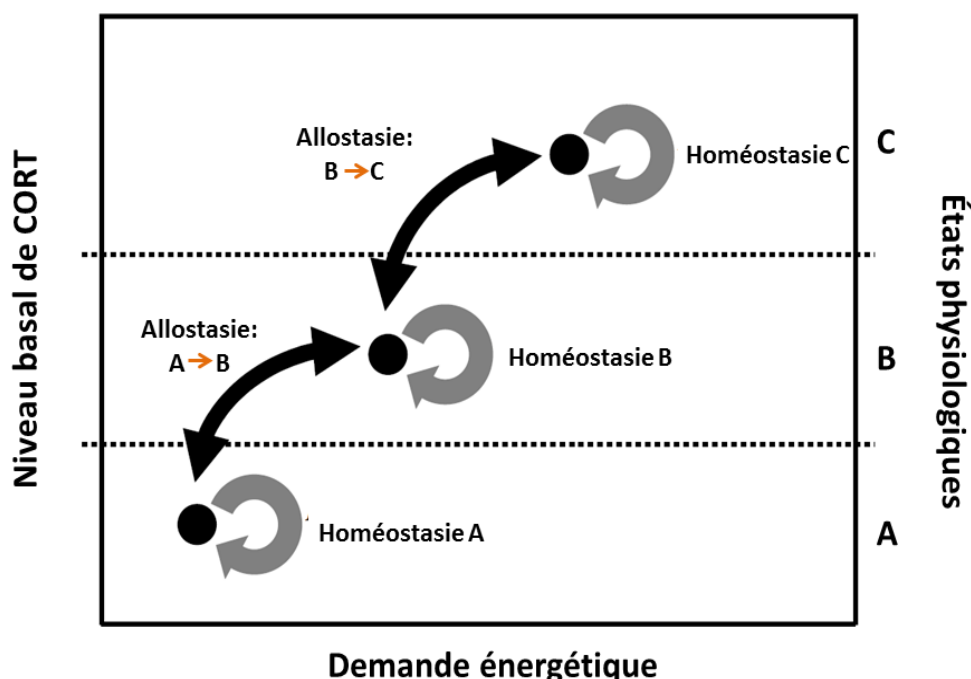 Niveau basal de CORT
Allostasie:
B → C
Homéostasie C
C
Allostasie:
A → B
Homéostasie B
B
Homéostasie A
A
États physiologiques
Demande énergétique